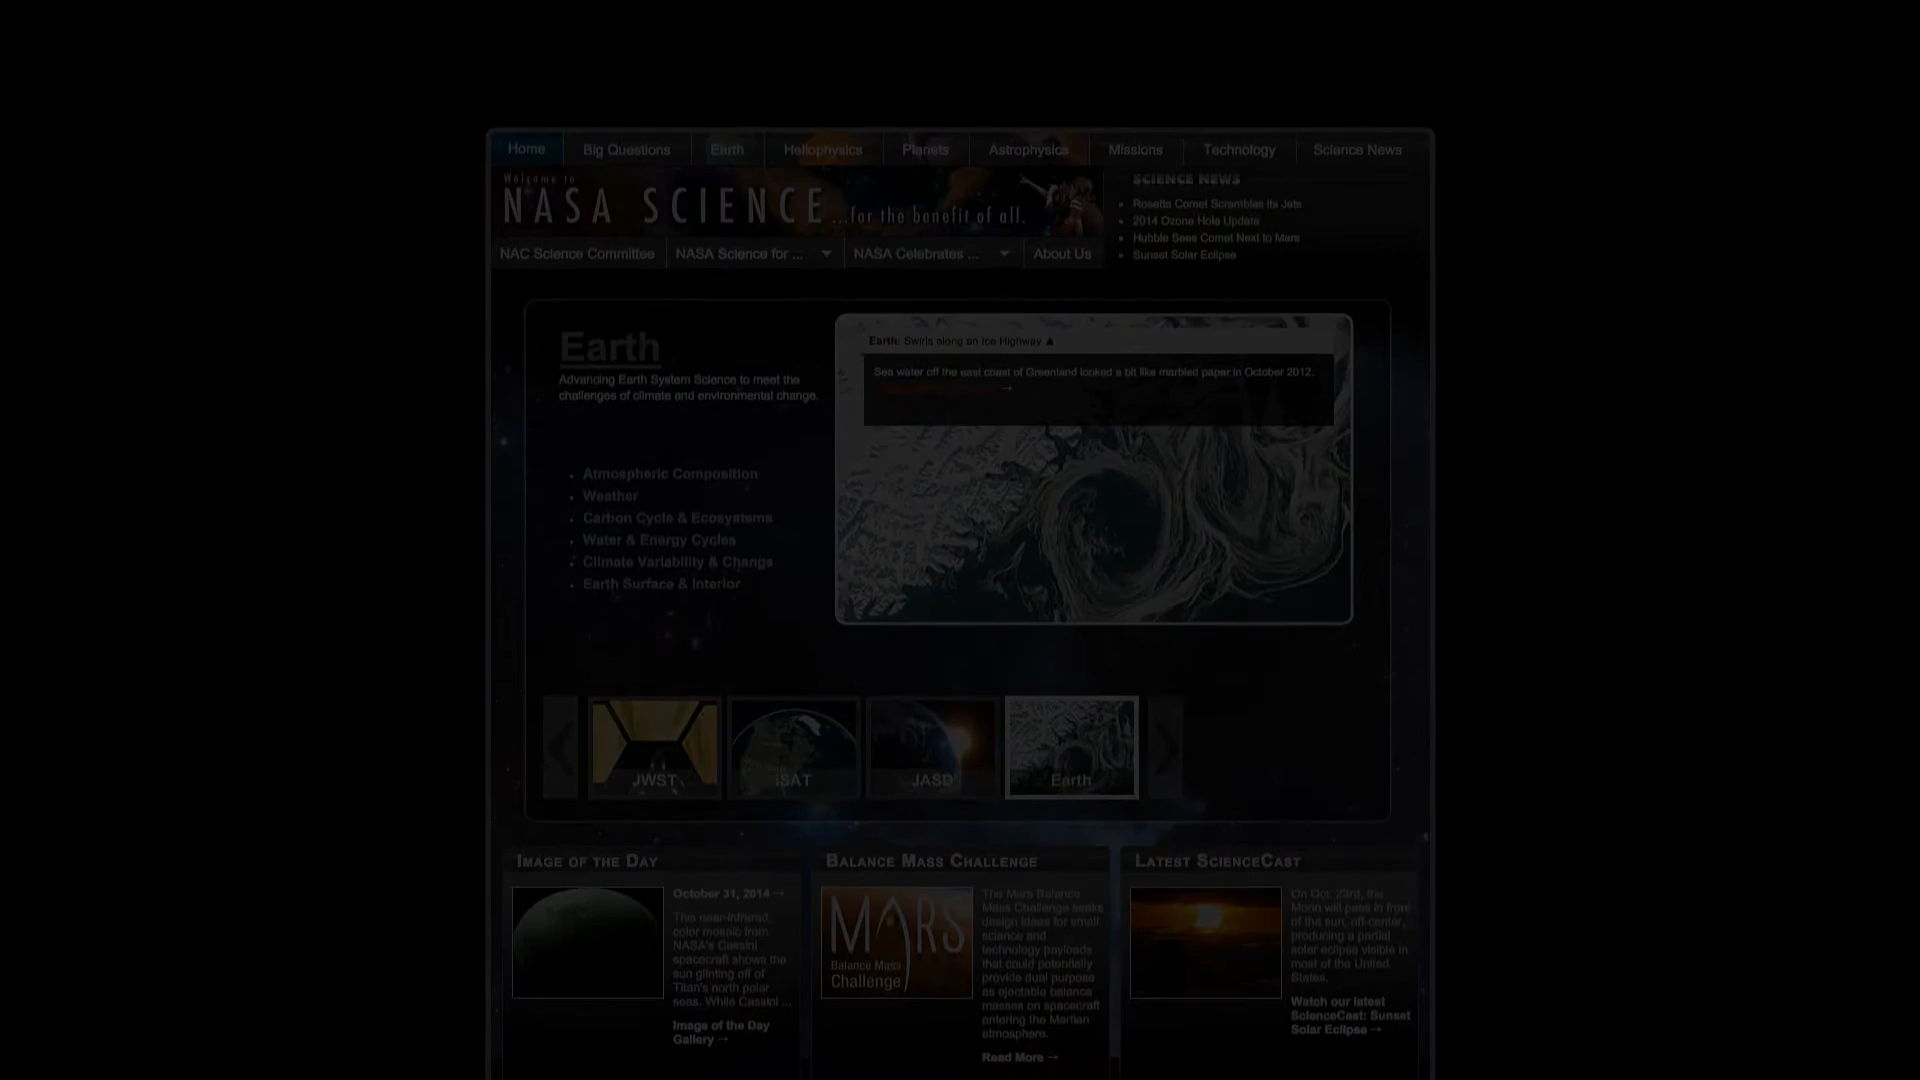 Home Big Questions Earth Heliophysics Planets Astrophysics Missions Technology Science News
Welcome to
NASA SCIENCE ...for the benefit of all.
NAC Science Committee NASA Science for ... NASA Celebrates ... About Us
SCIENCE NEWS
Rosetta Comet Scrambles its Jets
2014 Ozone Hole Update
Hubble Sees Comet Next to Mars
Sunset Solar Eclipse
Earth
Advancing Earth System Science to meet the
challenges of climate and environmental change.
Atmospheric Composition
Weather
Carbon Cycle & Ecosystems
Water & Energy Cycles
Climate Variability & Change
Earth Surface & Interior
Earth: Swirls along an Ice Highway ▲
Sea water off the east coast of Greenland looked a bit like marbled paper in October 2012.
→
JWST ISAT JASD Earth
IMAGE OF THE DAY
October 31, 2014 →
This near-infrared,
color mosaic from
NASA's Cassini
spacecraft shows the
sun glinting off of
Titan's north polar
seas. While Cassini ...
Image of the Day
Gallery →
BALANCE MASS CHALLENGE
MARS
Balance Mass
Challenge
The Mars Balance
Mass Challenge seeks
design ideas for small
science and
technology payloads
that could potentially
provide dual purpose
as ejectable balance
masses on spacecraft
entering the Martian
atmosphere.
Read More →
LATEST SCIENCECAST
On Oct. 23rd, the
Moon will pass in front
of the sun, off-center,
producing a partial
solar eclipse visible in
most of the United
States.
Watch our latest
ScienceCast: Sunset
Solar Eclipse →